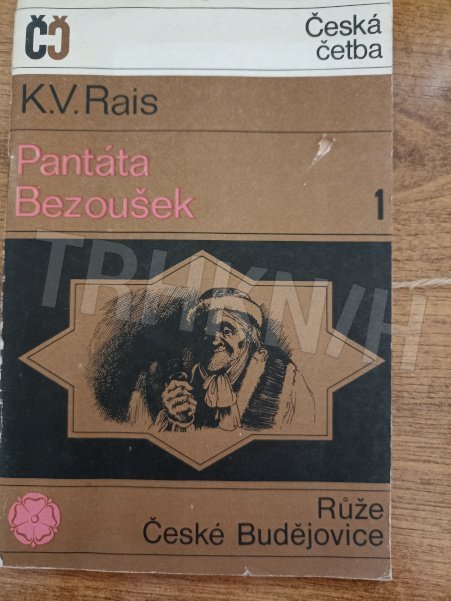 ČČ
Česká
četba
K.V. Rais
Pantáta
Bezoušek
1
TRHKNIH
Růže
České Budějovice